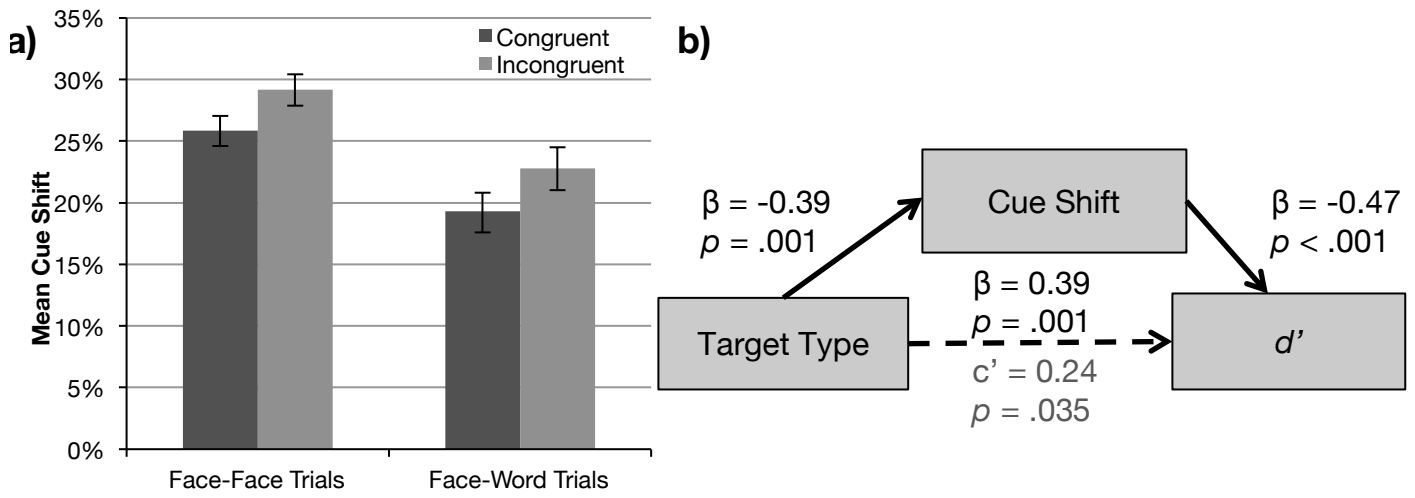 a)
35%
30%
25%
20%
15%
10%
5%
0%
Mean Cue Shift
Congruent
Incongruent
Face-Face Trials
Face-Word Trials
b)
β = -0.39
p = .001
Cue Shift
β = -0.47
p < .001
β = 0.39
p = .001
Target Type
d’
c’ = 0.24
p = .035